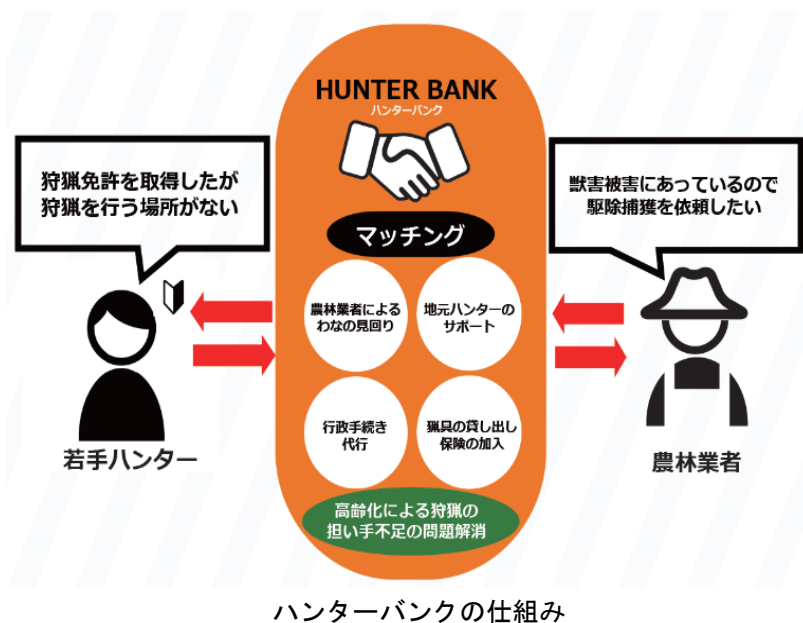 HUNTER BANK
ハンターバンク
狩猟免許を取得したが
狩猟を行う場所がない
獣害被害にあっているので
駆除捕獲を依頼したい
マッチング
農林業者による
わなの見回り
地元ハンターの
サポート
行政手続き
代行
猟具の貸し出し
保険の加入
若手ハンター
農林業者
高齢化による狩猟の
担い手不足の問題解消
ハンターバンクの仕組み